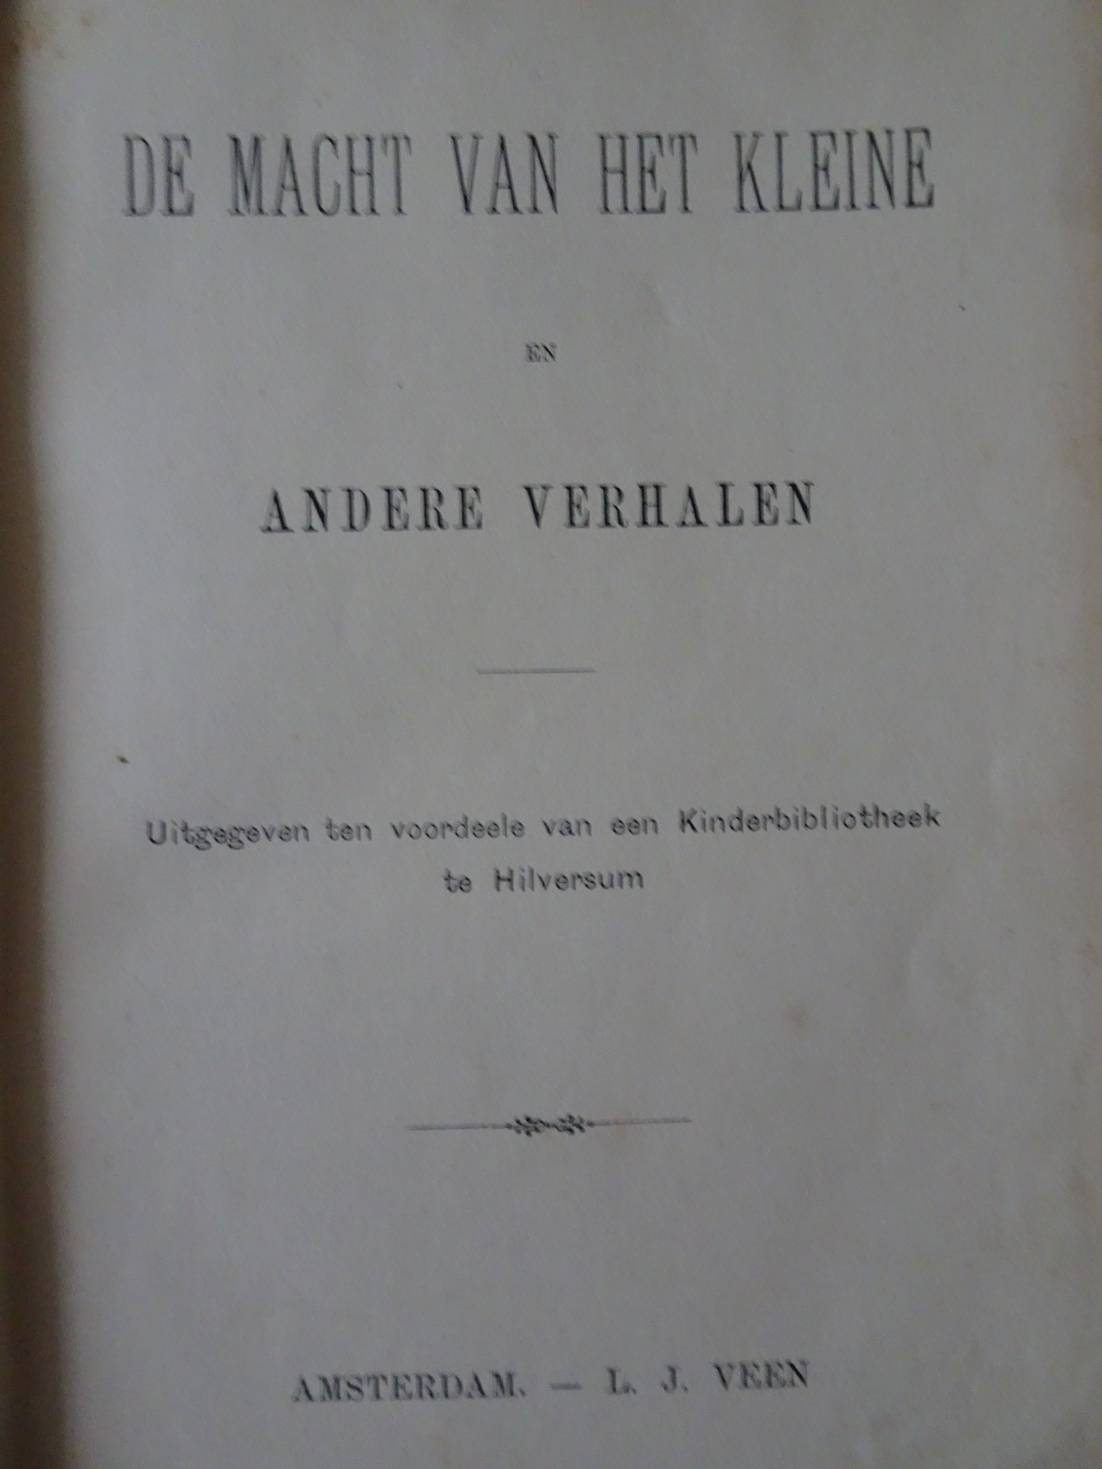 DE MACHT VAN HET KLEINE
EN
ANDERE VERHALEN
Uitgegeven ten voordeele van een Kinderbibliotheek
te Hilversum
AMSTERDAM. — L. J. VEEN